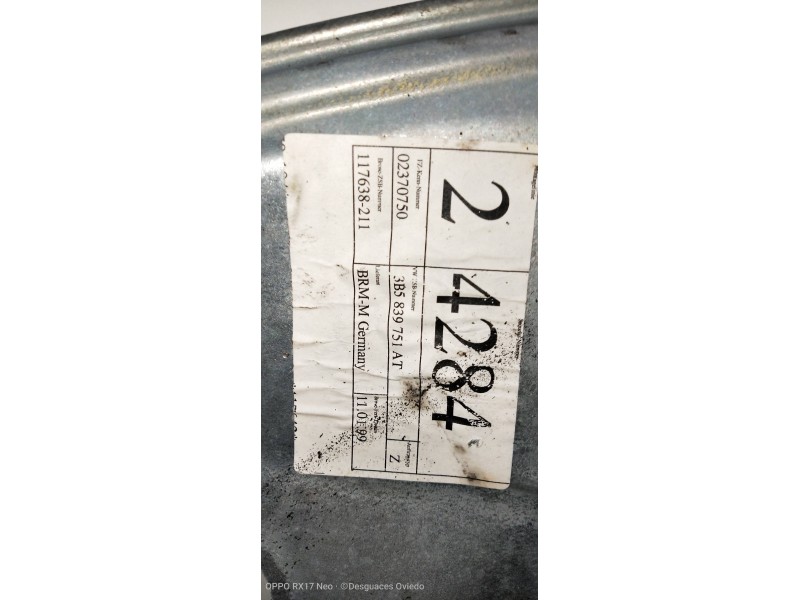 2 4284
FZ-Kenn-Nummer
02370750
VW ZSB-Nummer
3B5 839 751 AT
Z
Brose-ZSB-Nummer
117638-211
Lieferant
BRM-M Germany
11.01.99
OPPO RX17 Neo · ©Desguaces Oviedo